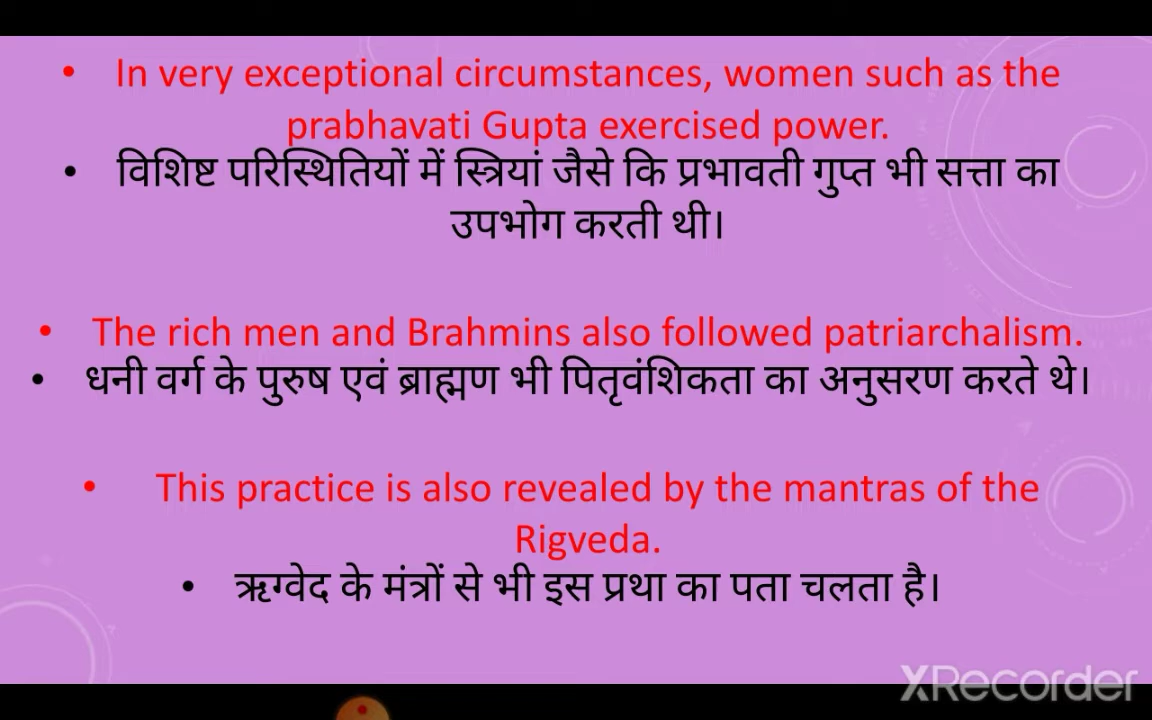 • In very exceptional circumstances, women such as the
prabhavati Gupta exercised power.
• विशिष्ट परिस्थितियों में स्त्रियां जैसे कि प्रभावती गुप्त भी सत्ता का
उपभोग करती थी।
• The rich men and Brahmins also followed patriarchalism.
• धनी वर्ग के पुरुष एवं ब्राह्मण भी पितृवंशिकता का अनुसरण करते थे।
• This practice is also revealed by the mantras of the
Rigveda.
• ऋग्वेद के मंत्रों से भी इस प्रथा का पता चलता है।
XRecorder